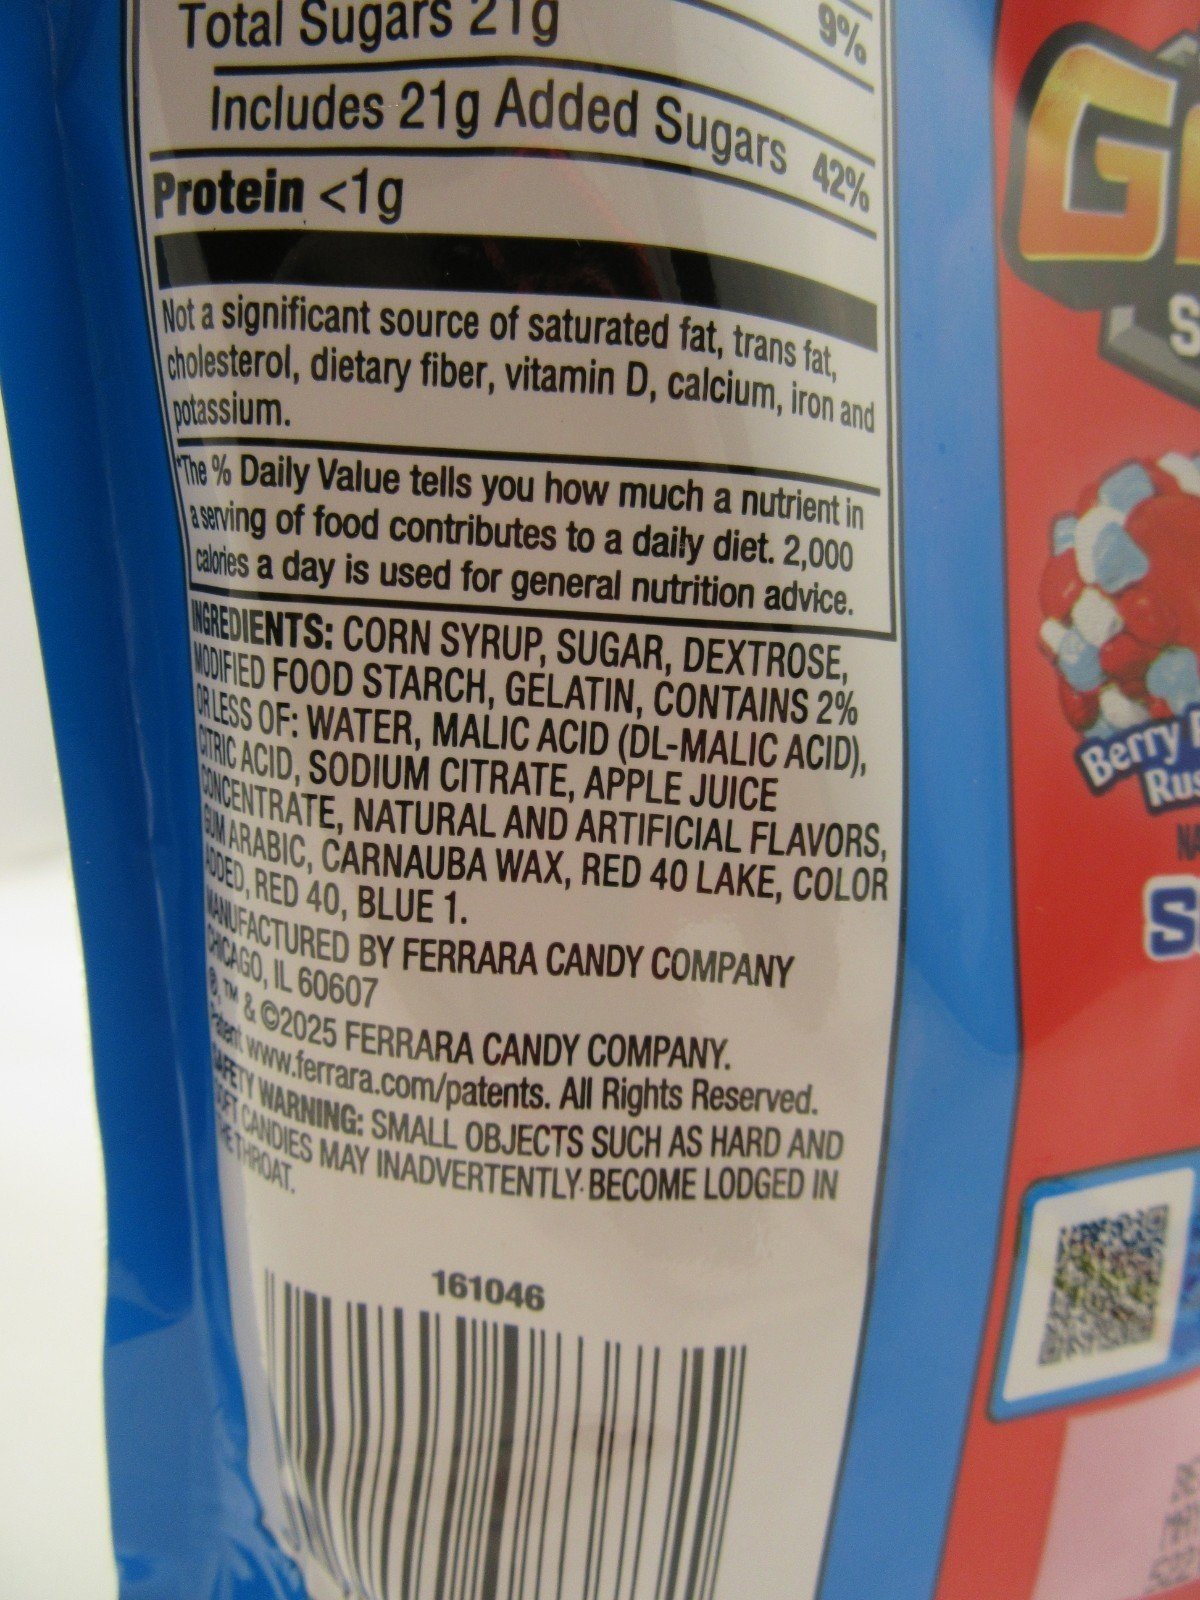 Total Sugars 21g
9%
Includes 21g Added Sugars 42%
Protein <1g
Not a significant source of saturated fat, trans fat,
cholesterol, dietary fiber, vitamin D, calcium, iron and
potassium.
*The % Daily Value tells you how much a nutrient in
a serving of food contributes to a daily diet. 2,000
calories a day is used for general nutrition advice.
INGREDIENTS: CORN SYRUP, SUGAR, DEXTROSE,
MODIFIED FOOD STARCH, GELATIN, CONTAINS 2%
OR LESS OF: WATER, MALIC ACID (DL-MALIC ACID),
CITRIC ACID, SODIUM CITRATE, APPLE JUICE
CONCENTRATE, NATURAL AND ARTIFICIAL FLAVORS,
GUM ARABIC, CARNAUBA WAX, RED 40 LAKE, COLOR
ADDED, RED 40, BLUE 1.
MANUFACTURED BY FERRARA CANDY COMPANY
CHICAGO, IL 60607
®, ™ & ©2025 FERRARA CANDY COMPANY.
Patent www.ferrara.com/patents. All Rights Reserved.
SAFETY WARNING: SMALL OBJECTS SUCH AS HARD AND
SOFT CANDIES MAY INADVERTENTLY BECOME LODGED IN
THE THROAT.
161046
G
S
Berry
Rus
NA
S